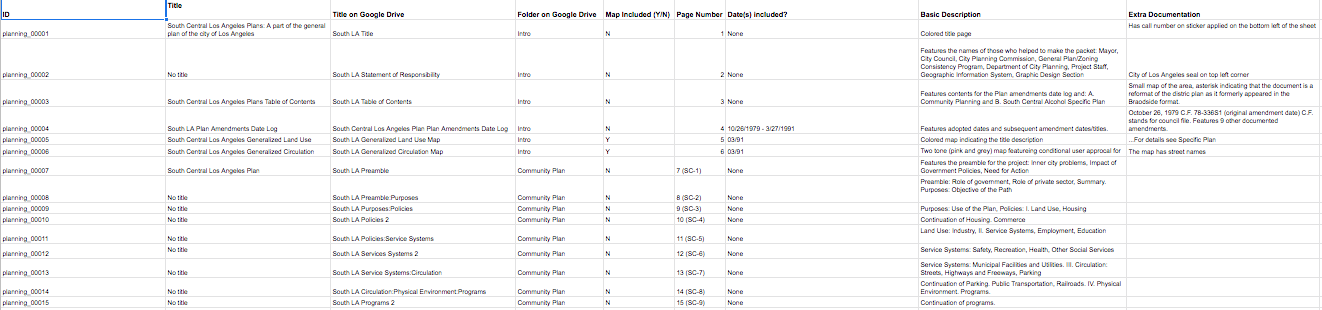 ID Title Title on Google Drive Folder on Google Drive Map Included (Y/N) Page Number Date(s) included? Basic Description Extra Documentation
planning_00001 South Central Los Angeles Plans: A part of the general plan of the city of Los Angeles South LA Title Intro N 1 None Colored title page Has call number on sticker applied on the bottom left of the sheet
planning_00002 No title South LA Statement of Responsibility Intro N 2 None Features the names of those who helped to make the packet: Mayor, City Council, City Planning Commission, General Plan/Zoning Consistency Program, Department of City Planning, Project Staff, Geographic Information System, Graphic Design Section City of Los Angeles seal on top left corner
planning_00003 South Central Los Angeles Plans Table of Contents South LA Table of Contents Intro N 3 None Features contents for the Plan amendments date log and: A. Community Planning and B. South Central Alcohol Specific Plan Small map of the area, asterisk indicating that the document is a reformat of the distric plan as it formerly appeared in the Braodside format.
planning_00004 South LA Plan Amendments Date Log South Central Los Angeles Plan Plan Amendments Date Log Intro N 4 10/26/1979 - 3/27/1991 Features adopted dates and subsequent amendment dates/titles. October 26, 1979 C.F. 78-336S1 (original amendment date) C.F. stands for council file. Features 9 other documented amendments.
planning_00005 South Central Los Angeles Generalized Land Use South LA Generalized Land Use Map Intro Y 5 03/91 Colored map indicating the title description ...For details see Specific Plan
planning_00006 South Central Los Angeles Generalized Circulation South LA Generalized Circulation Map Intro Y 6 03/91 Two tone (pink and grey) map featureing conditional user approcal for The map has street names
planning_00007 South Central Los Angeles Plan South LA Preamble Community Plan N 7 (SC-1) None Features the preamble for the project: Inner city problems, Impact of Government Policies, Need for Action
planning_00008 No title South LA Preamble:Purposes Community Plan N 8 (SC-2) None Preamble: Role of government, Role of private sector, Summary. Purposes: Objective of the Path
planning_00009 No title South LA Purposes:Policies Community Plan N 9 (SC-3) None Purposes: Use of the Plan, Policies: I. Land Use, Housing
planning_00010 No title South LA Policies 2 Community Plan N 10 (SC-4) None Continuation of Housing. Commerce
planning_00011 No title South LA Policies:Service Systems Community Plan N 11 (SC-5) None Land Use: Industry, II. Service Systems, Employment, Education
planning_00012 No title South LA Services Systems 2 Community Plan N 12 (SC-6) None Service Systems: Safety, Recreation, Health, Other Social Services
planning_00013 No title South LA Service Systems:Circulation Community Plan N 13 (SC-7) None Service Systems: Municipal Facilities and Utilities. III. Circulation: Streets, Highways and Freeways, Parking
planning_00014 No title South LA Circulation:Physical Environment:Programs Community Plan N 14 (SC-8) None Continuation of Parking. Public Transportation, Railroads. IV. Physical Environment. Programs.
planning_00015 No title South LA Programs 2 Community Plan N 15 (SC-9) None Continuation of programs.